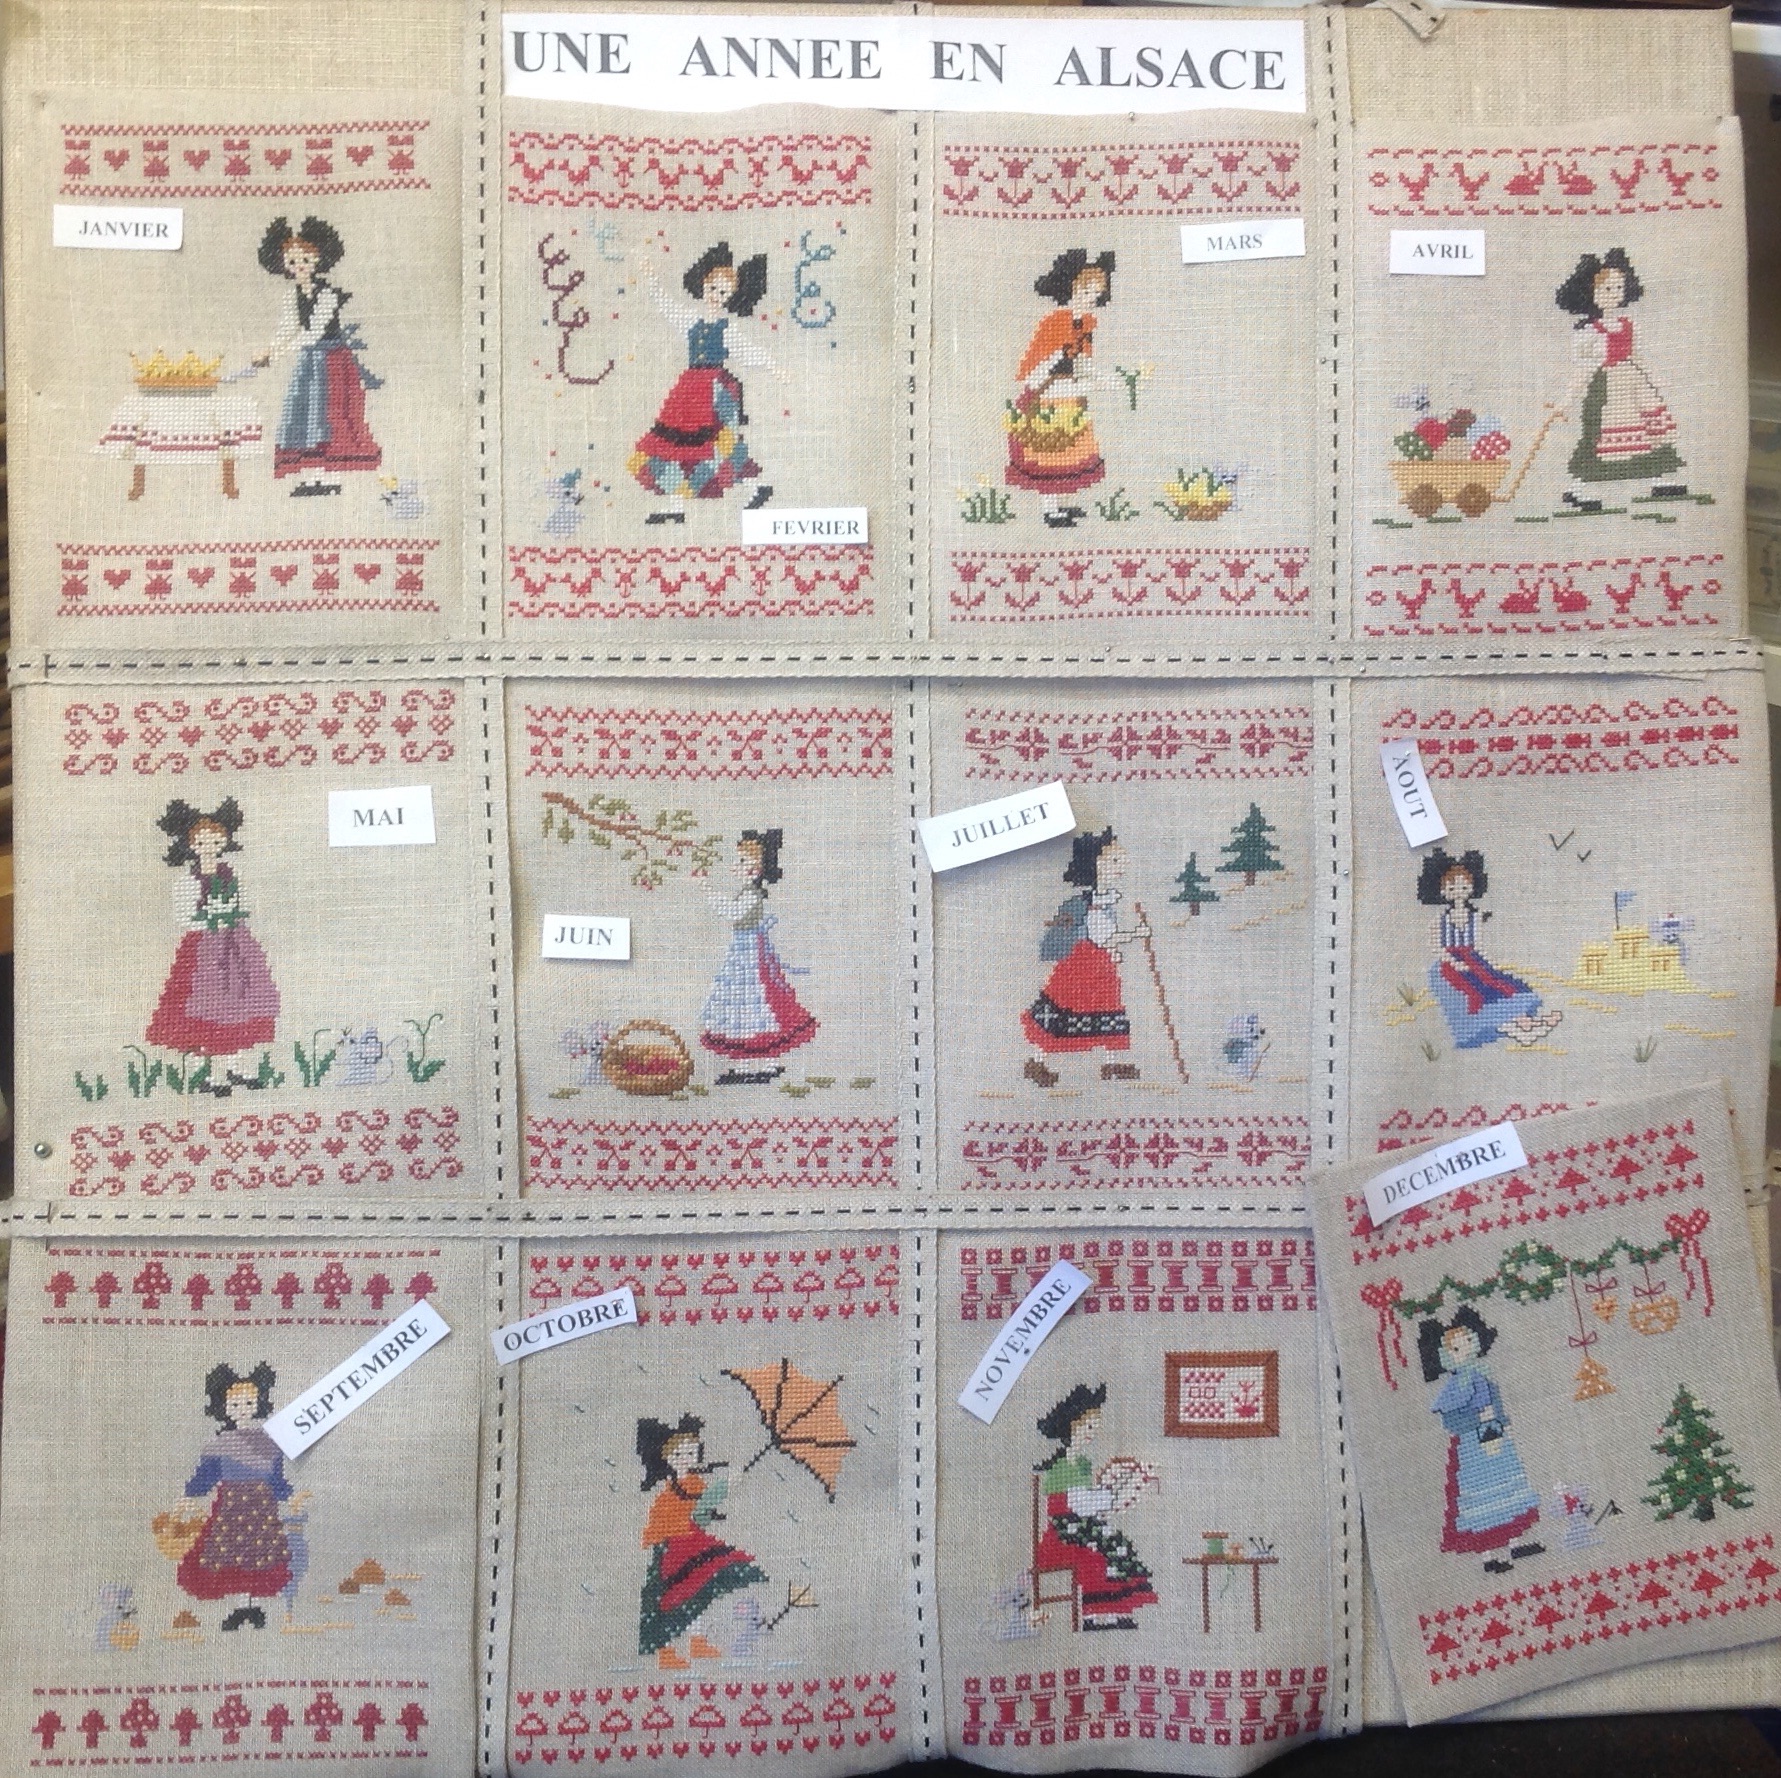 UNE ANNEE EN ALSACE
JANVIER
FEVRIER
MARS
AVRIL
MAI
JUIN
JUILLET
AOUT
SEPTEMBRE
OCTOBRE
NOVEMBRE
DECEMBRE